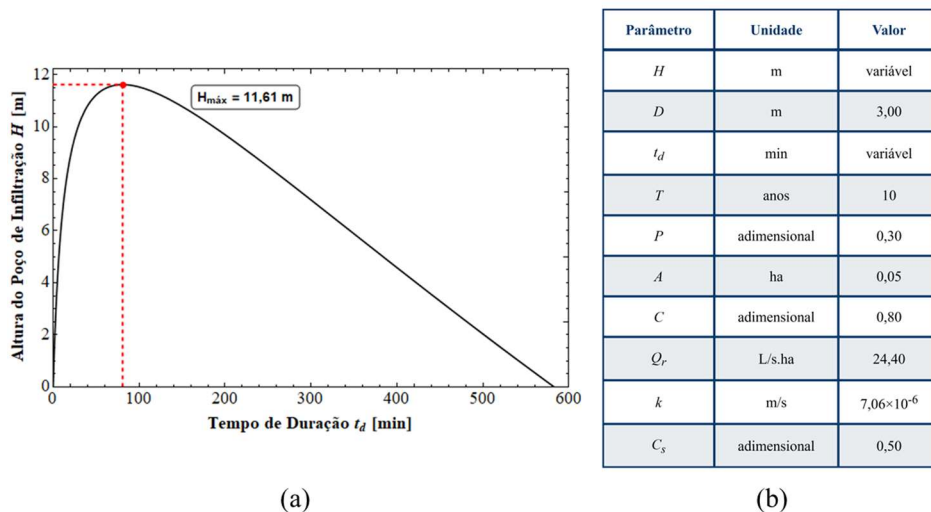 12
10
8
6
4
2
0
Altura do Poço de Infiltração H [m]
H_máx = 11,61 m
0 100 200 300 400 500 600
Tempo de Duração t_d [min]
(a)
Parâmetro Unidade Valor
H m variável
D m 3,00
t_d min variável
T anos 10
P adimensional 0,30
A ha 0,05
C adimensional 0,80
Q_r L/s.ha 24,40
k m/s 7,06×10^-6
C_s adimensional 0,50
(b)